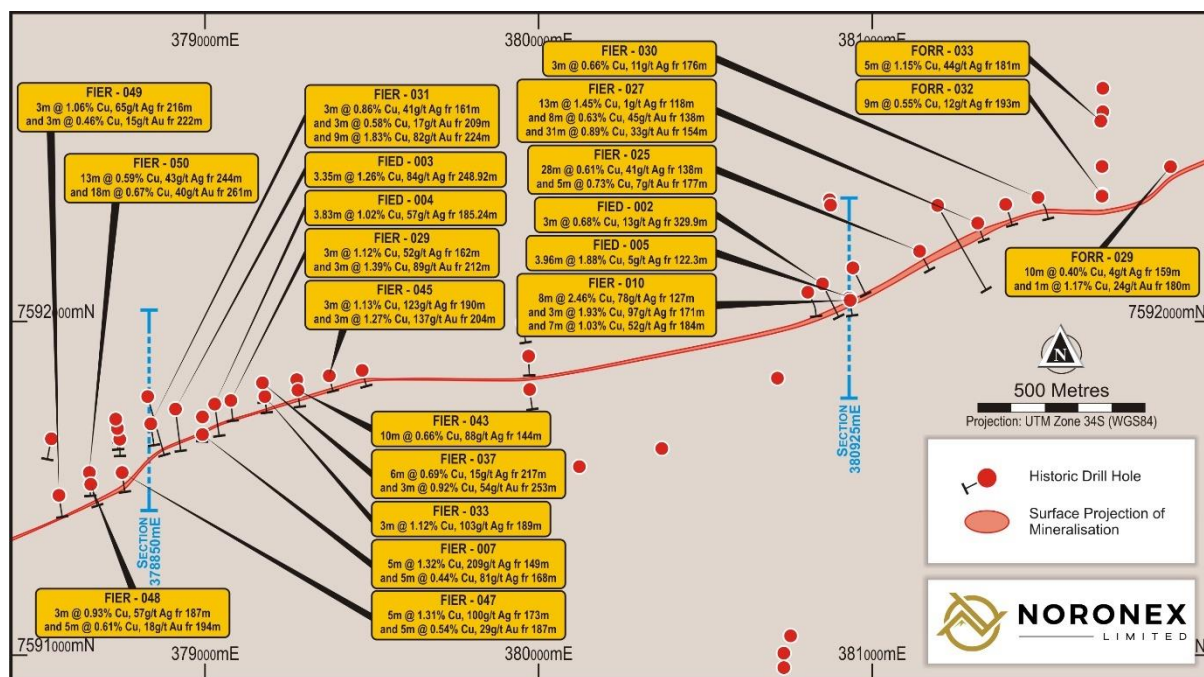 379000mE
380000mE
381000mE
FIER - 030
3m @ 0.66% Cu, 11g/t Ag fr 176m
FORR - 033
5m @ 1.15% Cu, 44g/t Ag fr 181m
FORR - 032
9m @ 0.55% Cu, 12g/t Ag fr 193m
FIER - 049
3m @ 1.06% Cu, 65g/t Ag fr 216m
and 3m @ 0.46% Cu, 15g/t Au fr 222m
FIER - 031
3m @ 0.86% Cu, 41g/t Ag fr 161m
and 3m @ 0.58% Cu, 17g/t Au fr 209m
and 9m @ 1.83% Cu, 82g/t Ag fr 224m
FIER - 027
13m @ 1.45% Cu, 1g/t Ag fr 118m
and 8m @ 0.63% Cu, 45g/t Au fr 138m
and 31m @ 0.89% Cu, 33g/t Au fr 154m
FIER - 050
13m @ 0.59% Cu, 43g/t Ag fr 244m
and 18m @ 0.67% Cu, 40g/t Au fr 261m
FIED - 003
3.35m @ 1.26% Cu, 84g/t Ag fr 248.92m
FIER - 025
28m @ 0.61% Cu, 41g/t Ag fr 138m
and 5m @ 0.73% Cu, 7g/t Au fr 177m
FIED - 004
3.83m @ 1.02% Cu, 57g/t Ag fr 185.24m
FIED - 002
3m @ 0.68% Cu, 13g/t Ag fr 329.9m
FIER - 029
3m @ 1.12% Cu, 52g/t Ag fr 162m
and 3m @ 1.39% Cu, 89g/t Au fr 212m
FIED - 005
3.96m @ 1.88% Cu, 5g/t Ag fr 122.3m
FORR - 029
10m @ 0.40% Cu, 4g/t Ag fr 159m
and 1m @ 1.17% Cu, 24g/t Au fr 180m
FIER - 045
3m @ 1.13% Cu, 123g/t Ag fr 190m
and 3m @ 1.27% Cu, 137g/t Au fr 204m
FIER - 010
8m @ 2.46% Cu, 78g/t Ag fr 127m
and 3m @ 1.93% Cu, 97g/t Ag fr 171m
and 7m @ 1.03% Cu, 52g/t Ag fr 184m
7592000mN
7592000mN
N
500 Metres
Projection: UTM Zone 34S (WGS84)
SECTION
380925mE
FIER - 043
10m @ 0.66% Cu, 88g/t Ag fr 144m
FIER - 037
6m @ 0.69% Cu, 15g/t Ag fr 217m
and 3m @ 0.92% Cu, 54g/t Au fr 253m
Historic Drill Hole
Surface Projection of
Mineralisation
SECTION
378850mE
FIER - 033
3m @ 1.12% Cu, 103g/t Ag fr 189m
FIER - 007
5m @ 1.32% Cu, 209g/t Ag fr 149m
and 5m @ 0.44% Cu, 81g/t Ag fr 168m
FIER - 048
3m @ 0.93% Cu, 57g/t Ag fr 187m
and 5m @ 0.61% Cu, 18g/t Au fr 194m
FIER - 047
5m @ 1.31% Cu, 100g/t Ag fr 173m
and 5m @ 0.54% Cu, 29g/t Au fr 187m
NORONEX
LIMITED
7591000mN
379000mE
380000mE
381000mE